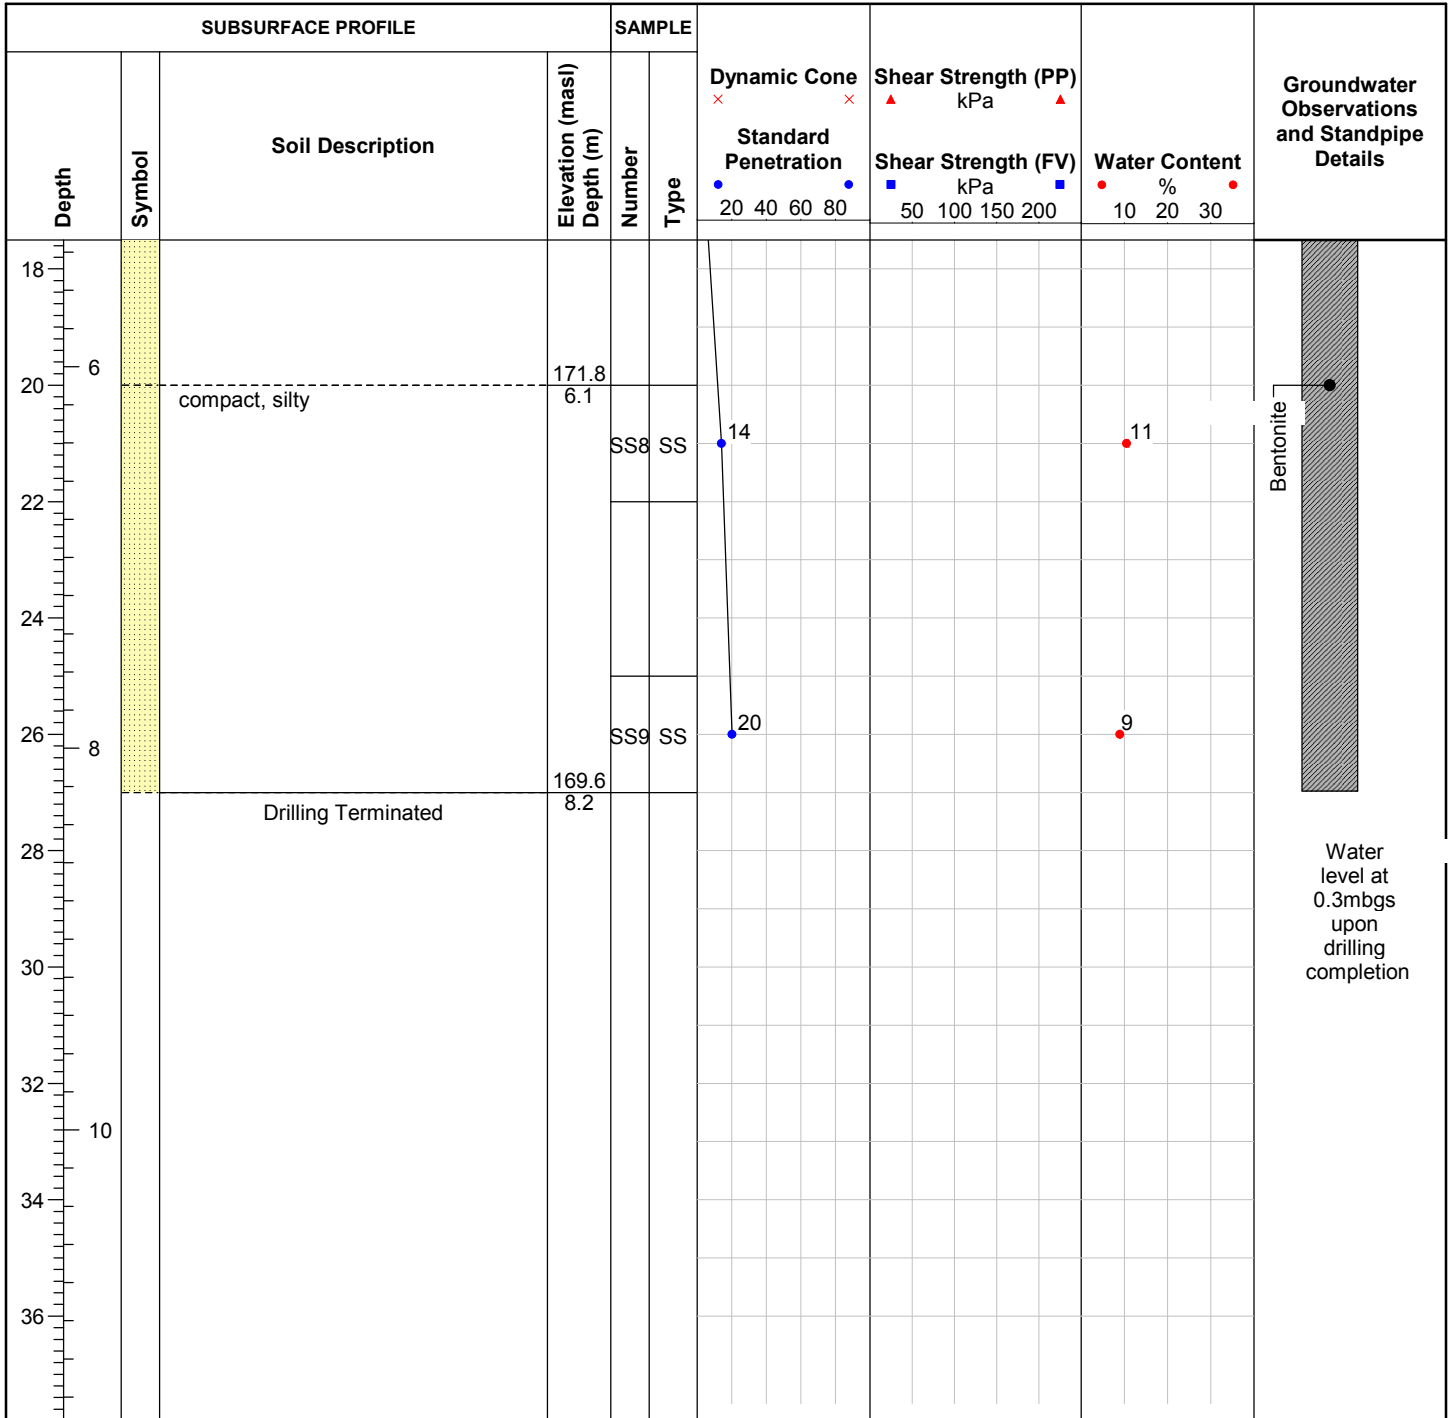 SUBSURFACE PROFILE
SAMPLE
Depth
Symbol
Soil Description
Elevation (masl)
Depth (m)
Number
Type
Dynamic Cone
Standard
Penetration
20 40 60 80
Shear Strength (PP)
kPa
Shear Strength (FV)
kPa
50 100 150 200
Water Content
%
10 20 30
Groundwater
Observations
and Standpipe
Details
18
6
20
171.8
6.1
compact, silty
Bentonite
SS8 SS
14
11
22
24
26
8
SS9 SS
20
9
169.6
8.2
Drilling Terminated
28
Water
level at
0.3mbgs
upon
drilling
completion
30
32
10
34
36